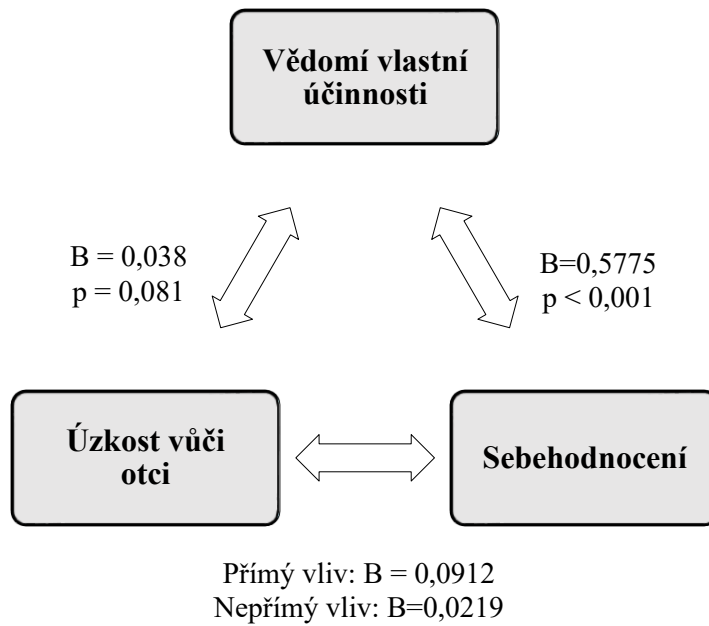 Vědomí vlastní
účinnosti
B = 0,038
p = 0,081
B=0,5775
p < 0,001
Úzkost vůči
otci
Sebehodnocení
Přímý vliv: B = 0,0912
Nepřímý vliv: B=0,0219